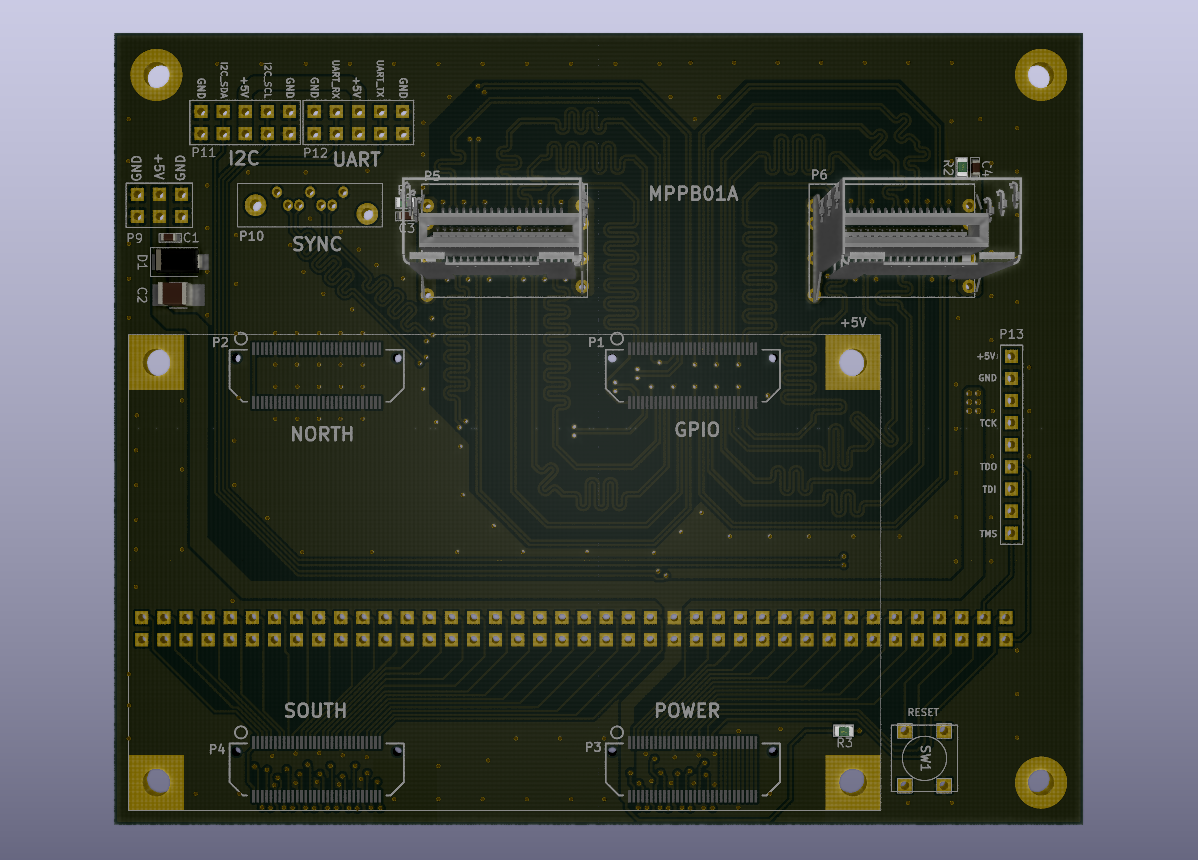 GND
I2C_SDA
+5V
I2C_SCL
GND
GND
UART_RX
+5V
UART_TX
GND
P11
I2C
P12
UART
GND
+5V
GND
P9
P10
SYNC
C1
D1
C2
P5
C3
MPPB01A
P6
R2
C4
+5V
P2
NORTH
P1
GPIO
P13
+5V
GND
TCK
TDO
TDI
TMS
SOUTH
P4
POWER
P3
R3
RESET
SW1